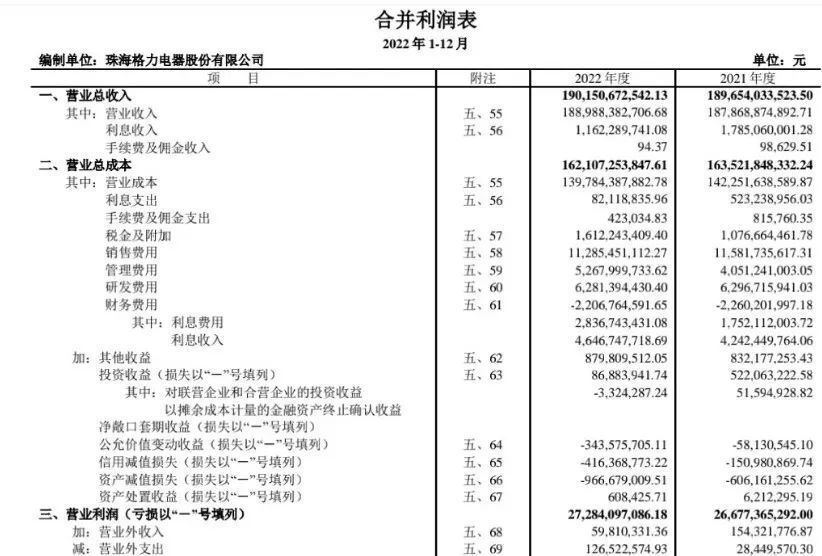 合并利润表
2022 年 1-12 月
编制单位：珠海格力电器股份有限公司 单位：元
项 目 附注 2022 年度 2021 年度
一、营业总收入 190,150,672,542.13 189,654,033,523.50
其中：营业收入 五、55 188,988,382,706.68 187,868,874,892.71
利息收入 五、56 1,162,289,741.08 1,785,060,001.28
手续费及佣金收入 94.37 98,629.51
二、营业总成本 162,107,253,847.61 163,521,848,332.24
其中：营业成本 五、55 139,784,387,882.78 142,251,638,589.87
利息支出 五、56 82,118,835.96 523,238,956.03
手续费及佣金支出 423,034.83 815,760.35
税金及附加 五、57 1,612,243,409.40 1,076,664,461.78
销售费用 五、58 11,285,451,112.27 11,581,735,617.31
管理费用 五、59 5,267,999,733.62 4,051,241,003.05
研发费用 五、60 6,281,394,430.40 6,296,715,941.03
财务费用 五、61 -2,206,764,591.65 -2,260,201,997.18
其中：利息费用 2,836,743,431.08 1,752,112,003.72
利息收入 4,646,747,718.69 4,242,449,764.06
加：其他收益 五、62 879,809,512.05 832,177,253.43
投资收益（损失以“－”号填列） 五、63 86,883,941.74 522,063,222.58
其中：对联营企业和合营企业的投资收益 -3,324,287.24 51,594,928.82
以摊余成本计量的金融资产终止确认收益
净敞口套期收益（损失以“－”号填列）
公允价值变动收益（损失以“－”号填列） 五、64 -343,575,705.11 -58,130,545.10
信用减值损失（损失以“－”号填列） 五、65 -416,368,773.22 -150,980,869.74
资产减值损失（损失以“－”号填列） 五、66 -966,679,009.51 -606,161,255.62
资产处置收益（损失以“－”号填列） 五、67 608,425.71 6,212,295.19
三、营业利润（亏损以“－”号填列） 27,284,097,086.18 26,677,365,292.00
加：营业外收入 五、68 59,810,331.36 154,321,776.87
减：营业外支出 五、69 126,522,574.93 28,449,570.30